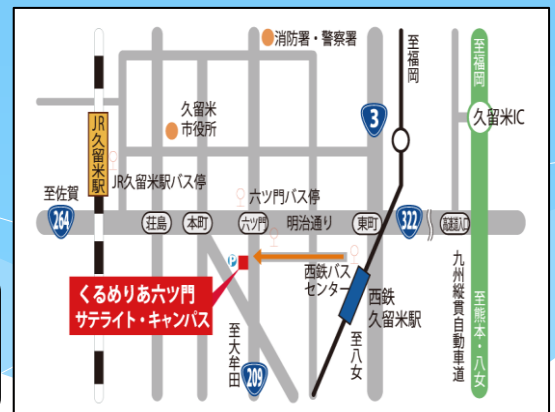 消防署・警察署
至福岡
至福岡
久留米
市役所
3
久留米IC
JR久留米駅
JR久留米駅バス停
至佐賀
六ツ門バス停
264
荘島
本町
六ツ門
明治通り
東町
322
高速道入口
P
西鉄バス
センター
くるめりあ六ツ門
サテライト・キャンパス
西鉄
久留米駅
九州縦貫自動車道
至熊本・八女
至大牟田
至八女
209